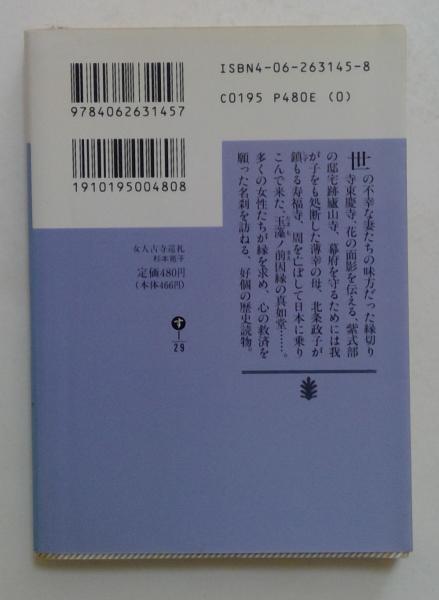 ISBN4-06-263145-8
C0195 P480E (0)
9784062631457
1910195004808
世の不幸な妻たちの味方だった縁切り
寺東慶寺、花の面影を伝える、紫式部
の邸宅跡廬山寺、幕府を守るためには我
が子をも処断した薄幸の母、北条政子が
鎮もる寿福寺、周を亡ぼして日本に乗り
こんで来た、玉藻ノ前因縁の真如堂……。
多くの女性たちが縁を求め、心の救済を
願った名刹を訪ねる、好個の歴史読物。
女人古寺巡礼
杉本苑子
定価480円
(本体466円)
す
29